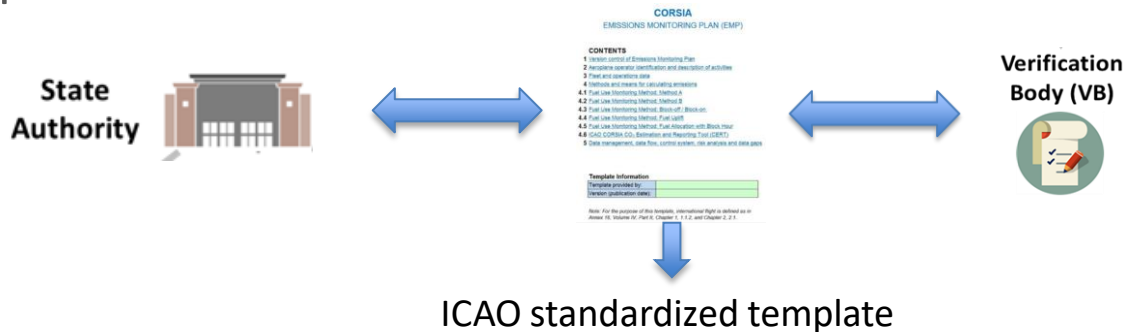 CORSIA
EMISSIONS MONITORING PLAN (EMP)
CONTENTS
1 Version control of Emissions Monitoring Plan
2 Aeroplane operator identification and description of activities
3 Fleet and operations data
4 Methods and means for calculating emissions
4.1 Fuel Use Monitoring Method: Method A
4.2 Fuel Use Monitoring Method: Method B
4.3 Fuel Use Monitoring Method: Block-off / Block-on
4.4 Fuel Use Monitoring Method: Fuel Uplift
4.5 Fuel Use Monitoring Method: Fuel Allocation with Block Hour
4.6 ICAO CORSIA CO₂ Estimation and Reporting Tool (CERT)
5 Data management, data flow, control system, risk analysis and data gaps
Template Information
Template provided by:
Version (publication date):
Note: For the purpose of this template, international flight is defined as in
Annex 16, Volume IV, Part II, Chapter 1, 1.1.2, and Chapter 2, 2.1.
State
Authority
Verification
Body (VB)
ICAO standardized template